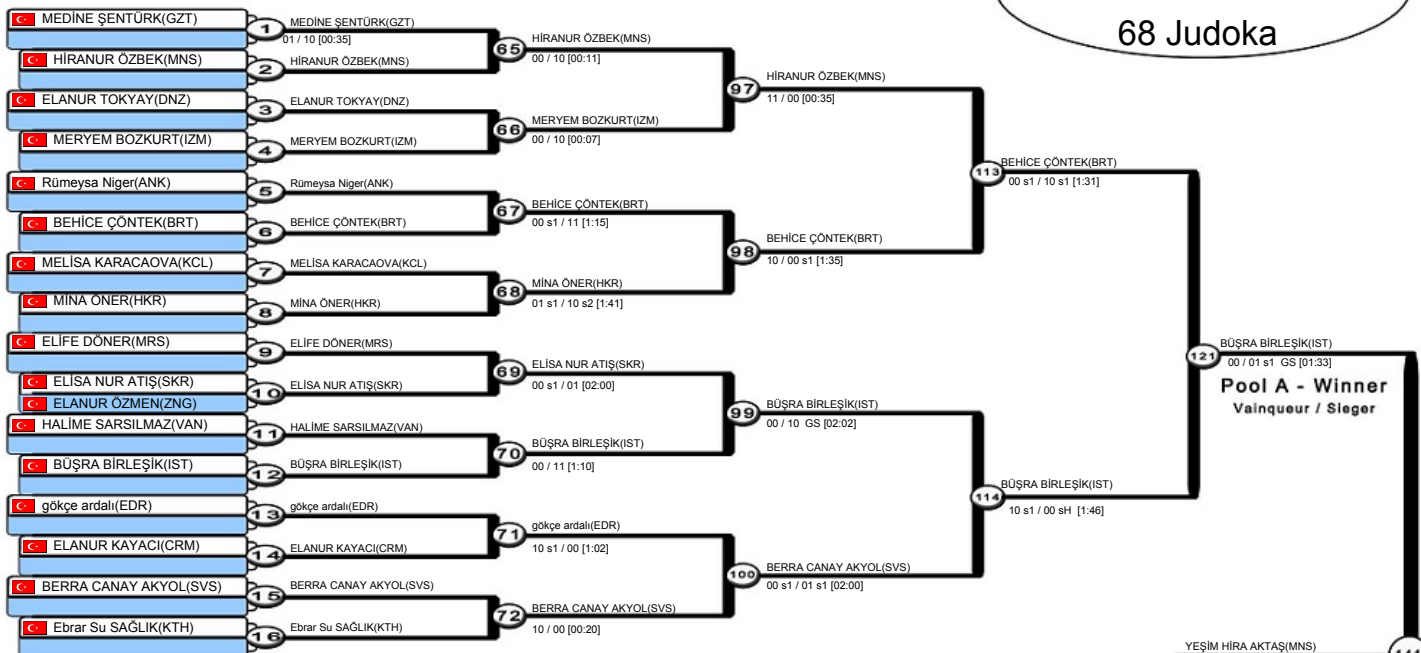 68 Judoka
MEDİNE ŞENTÜRK(GZT)
1
MEDİNE ŞENTÜRK(GZT)
01 / 10 [00:35]
HİRANUR ÖZBEK(MNS)
2
HİRANUR ÖZBEK(MNS)
ELANUR TOKYAY(DNZ)
3
ELANUR TOKYAY(DNZ)
MERYEM BOZKURT(IZM)
4
MERYEM BOZKURT(IZM)
Rümeysa Niger(ANK)
5
Rümeysa Niger(ANK)
BEHİCE ÇÖNTEK(BRT)
6
BEHİCE ÇÖNTEK(BRT)
MELİSA KARACAOVA(KCL)
7
MELİSA KARACAOVA(KCL)
MİNA ÖNER(HKR)
8
MİNA ÖNER(HKR)
ELİFE DÖNER(MRS)
9
ELİFE DÖNER(MRS)
ELİSA NUR ATIŞ(SKR)
ELANUR ÖZMEN(ZNG)
10
ELİSA NUR ATIŞ(SKR)
HALİME SARSILMAZ(VAN)
11
HALİME SARSILMAZ(VAN)
BÜŞRA BİRLEŞİK(IST)
12
BÜŞRA BİRLEŞİK(IST)
gökçe ardalı(EDR)
13
gökçe ardalı(EDR)
ELANUR KAYACI(CRM)
14
ELANUR KAYACI(CRM)
BERRA CANAY AKYOL(SVS)
15
BERRA CANAY AKYOL(SVS)
Ebrar Su SAĞLIK(KTH)
16
Ebrar Su SAĞLIK(KTH)
65
HİRANUR ÖZBEK(MNS)
00 / 10 [00:11]
66
MERYEM BOZKURT(IZM)
00 / 10 [00:07]
67
BEHİCE ÇÖNTEK(BRT)
00 s1 / 11 [1:15]
68
MİNA ÖNER(HKR)
01 s1 / 10 s2 [1:41]
69
ELİSA NUR ATIŞ(SKR)
00 s1 / 01 [02:00]
70
BÜŞRA BİRLEŞİK(IST)
00 / 11 [1:10]
71
gökçe ardalı(EDR)
10 s1 / 00 [1:02]
72
BERRA CANAY AKYOL(SVS)
10 / 00 [00:20]
97
HİRANUR ÖZBEK(MNS)
11 / 00 [00:35]
98
BEHİCE ÇÖNTEK(BRT)
10 / 00 s1 [1:35]
99
BÜŞRA BİRLEŞİK(IST)
00 / 10 GS [02:02]
100
BERRA CANAY AKYOL(SVS)
00 s1 / 01 s1 [02:00]
113
BEHİCE ÇÖNTEK(BRT)
00 s1 / 10 s1 [1:31]
114
BÜŞRA BİRLEŞİK(IST)
10 s1 / 00 sH [1:46]
121
BÜŞRA BİRLEŞİK(IST)
00 / 01 s1 GS [01:33]
Pool A - Winner
Vainqueur / Sieger
YEŞİM HİRA AKTAŞ(MNS)